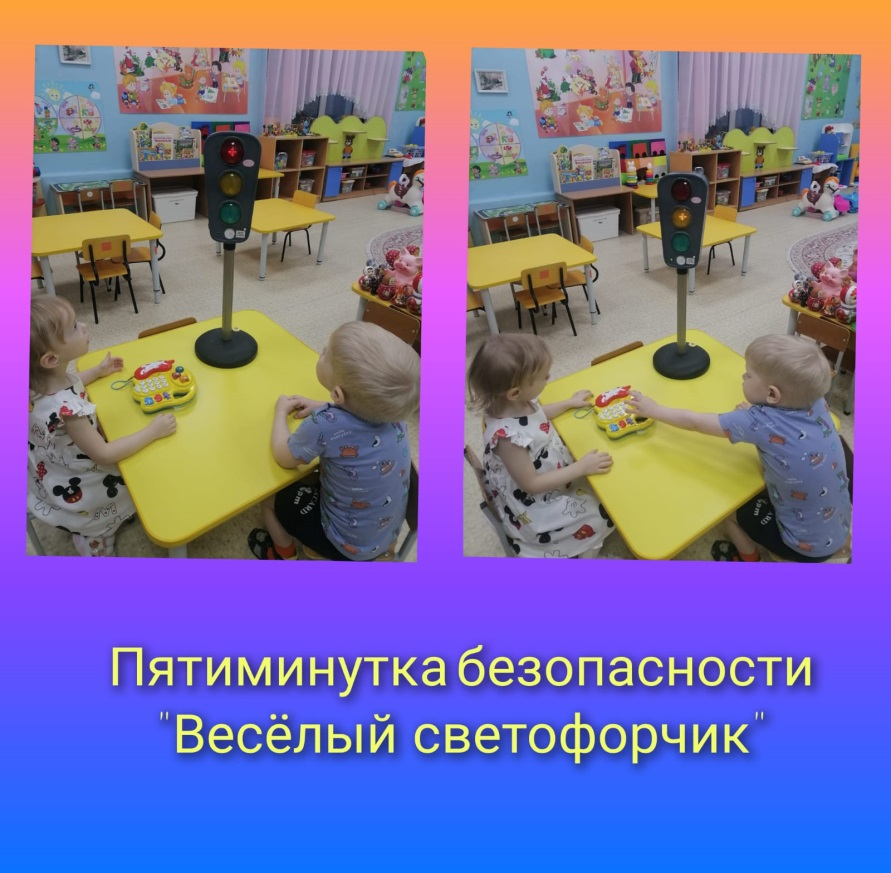 Пятиминутка безопасности
"Весёлый светофорчик"